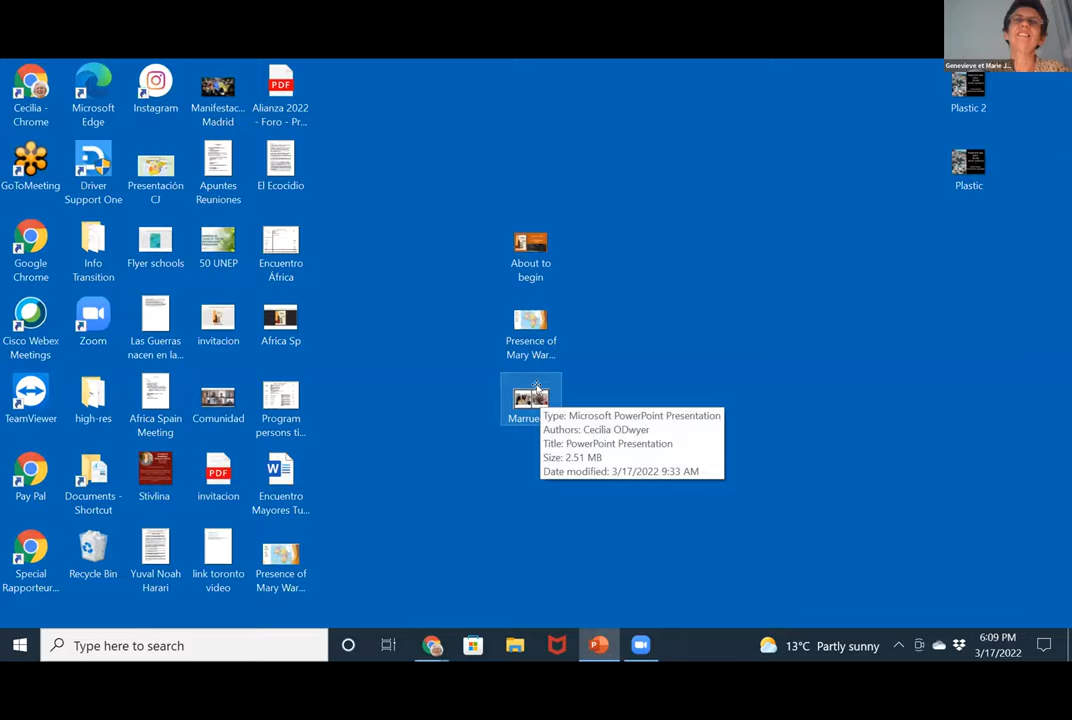 Genevieve et Marie J...
Cecilia -
Chrome
Microsoft
Edge
Instagram
Manifestac...
Madrid
PDF
Alianza 2022
- Foro - Pr...
Plastic 2
GoToMeeting
Driver
Support One
Presentación
CJ
Apuntes
Reuniones
El Ecocidio
Plastic
Google
Chrome
Info
Transition
Flyer schools
50 UNEP
Encuentro
África
About to
begin
Cisco Webex
Meetings
Zoom
Las Guerras
nacen en la...
invitacion
Africa Sp
Presence of
Mary War...
TeamViewer
high-res
Africa Spain
Meeting
Comunidad
Program
persons ti...
Type: Microsoft PowerPoint Presentation
Authors: Cecilia ODwyer
Title: PowerPoint Presentation
Size: 2.51 MB
Date modified: 3/17/2022 9:33 AM
Pay Pal
Documents -
Shortcut
Stivlina
PDF
invitacion
Encuentro
Mayores Tu...
Special
Rapporteur...
Recycle Bin
Yuval Noah
Harari
link toronto
video
Presence of
Mary War...
Type here to search
13°C Partly sunny
6:09 PM
3/17/2022